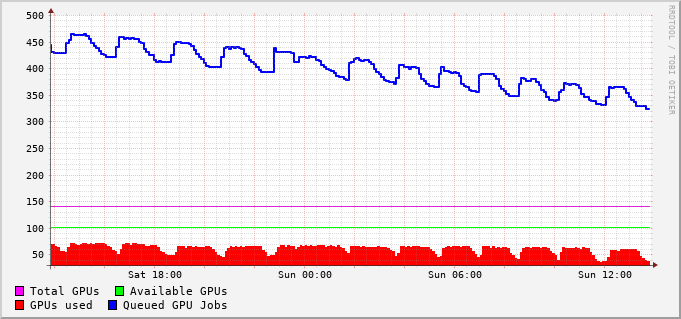 500
450
400
350
300
250
200
150
100
50
Sat 18:00 Sun 00:00 Sun 06:00 Sun 12:00
Total GPUs Available GPUs
GPUs used Queued GPU Jobs
RRDTOOL / TOBI OETIKER